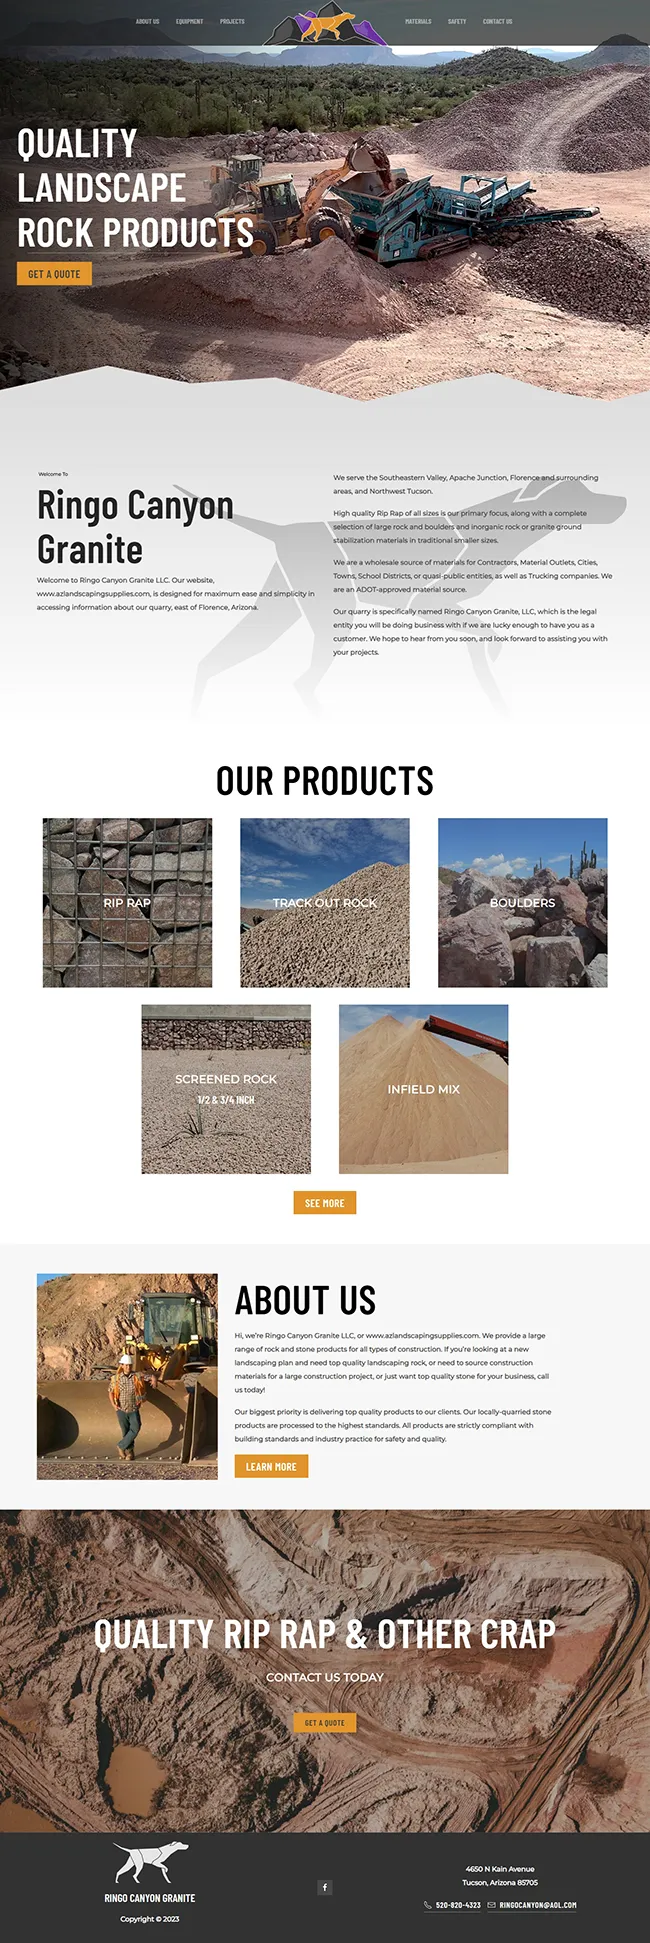 ABOUT US EQUIPMENT PROJECTS MATERIALS SAFETY CONTACT US
QUALITY
LANDSCAPE
ROCK PRODUCTS
GET A QUOTE
Welcome To
Ringo Canyon
Granite
Welcome to Ringo Canyon Granite LLC. Our website,
www.azlandscapingsupplies.com, is designed for maximum ease and simplicity in
accessing information about our quarry, east of Florence, Arizona.
We serve the Southeastern Valley, Apache Junction, Florence and surrounding
areas, and Northwest Tucson.
High quality Rip Rap of all sizes is our primary focus, along with a complete
selection of large rock and boulders and inorganic rock or granite ground
stabilization materials in traditional smaller sizes.
We are a wholesale source of materials for Contractors, Material Outlets, Cities,
Towns, School Districts, or quasi-public entities, as well as Trucking companies. We
are an ADOT-approved material source.
Our quarry is specifically named Ringo Canyon Granite, LLC, which is the legal
entity you will be doing business with if we are lucky enough to have you as a
customer. We hope to hear from you soon, and look forward to assisting you with
your projects.
OUR PRODUCTS
RIP RAP
TRACK OUT ROCK
BOULDERS
SCREENED ROCK
1/2 & 3/4 INCH
INFIELD MIX
SEE MORE
ABOUT US
Hi, we're Ringo Canyon Granite LLC, or www.azlandscapingsupplies.com. We provide a large
range of rock and stone products for all types of construction. If you're looking at a new
landscaping plan and need top quality landscaping rock, or need to source construction
materials for a large construction project, or just want top quality stone for your business, call
us today!
Our biggest priority is delivering top quality products to our clients. Our locally-quarried stone
products are processed to the highest standards. All products are strictly compliant with
building standards and industry practice for safety and quality.
LEARN MORE
QUALITY RIP RAP & OTHER CRAP
CONTACT US TODAY
GET A QUOTE
RINGO CANYON GRANITE
Copyright © 2023
4650 N Kain Avenue
Tucson, Arizona 85705
520-820-4323 RINGOCANYON@AOL.COM